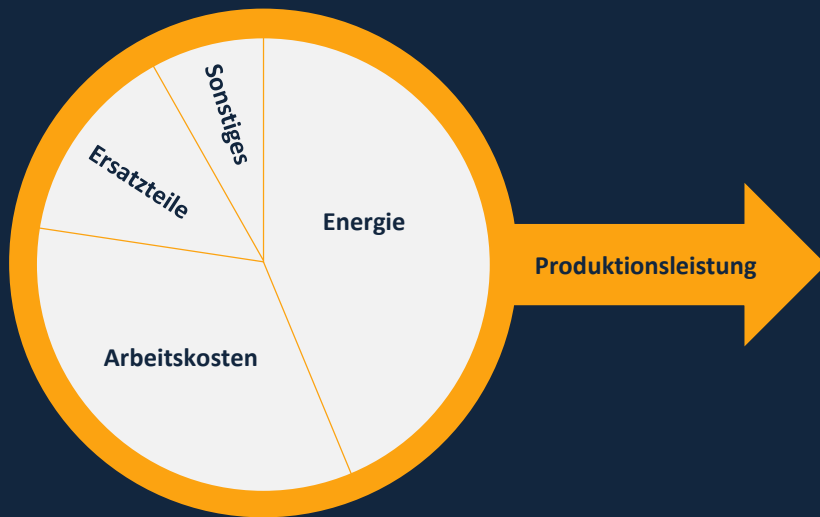 Sonstiges
Ersatzteile
Energie
Produktionsleistung
Arbeitskosten